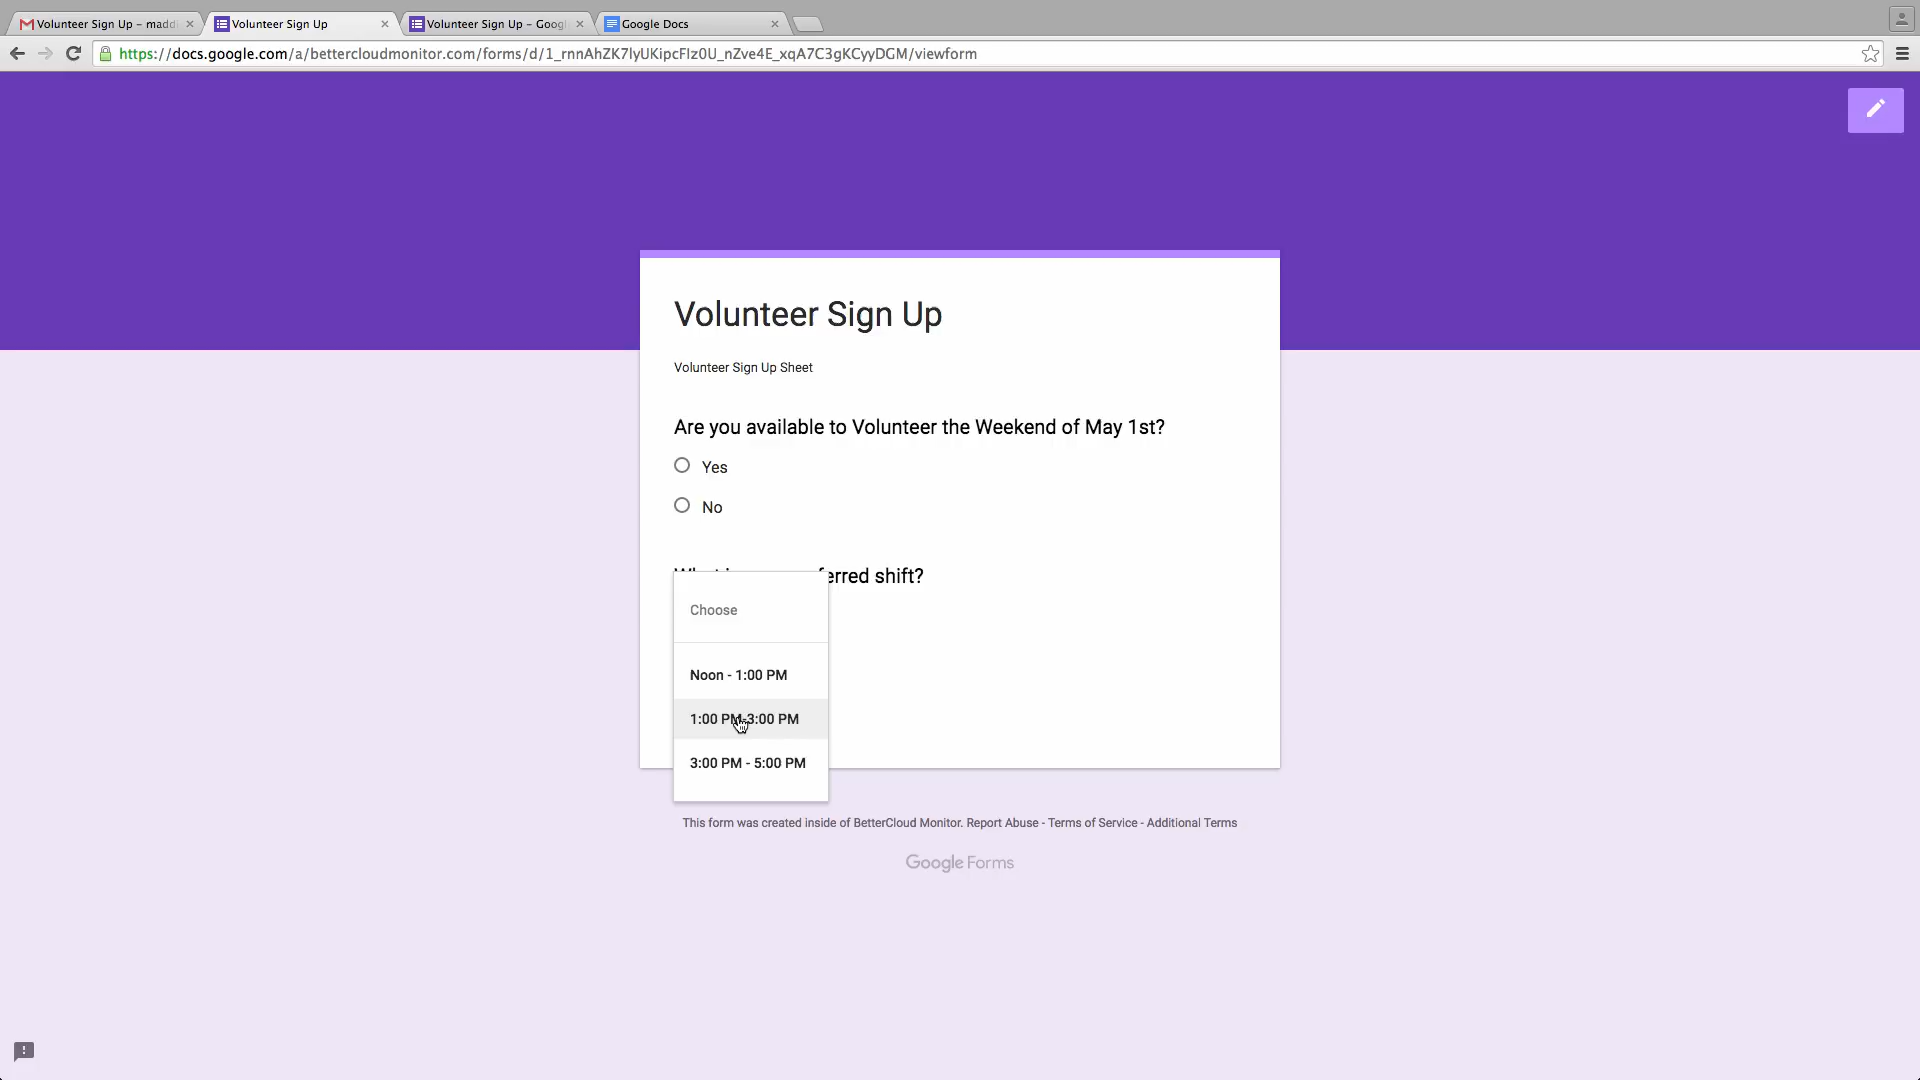 Volunteer Sign Up – madd
Volunteer Sign Up
Volunteer Sign Up – Goog
Google Docs
https://docs.google.com/a/bettercloudmonitor.com/forms/d/1_rnnAhZK7lyUKipcFIz0U_nZve4E_xqA7C3gKCyyDGM/viewform
Volunteer Sign Up
Volunteer Sign Up Sheet
Are you available to Volunteer the Weekend of May 1st?
Yes
No
erred shift?
Choose
Noon - 1:00 PM
1:00 PM-3:00 PM
3:00 PM - 5:00 PM
This form was created inside of BetterCloud Monitor. Report Abuse - Terms of Service - Additional Terms
Google Forms